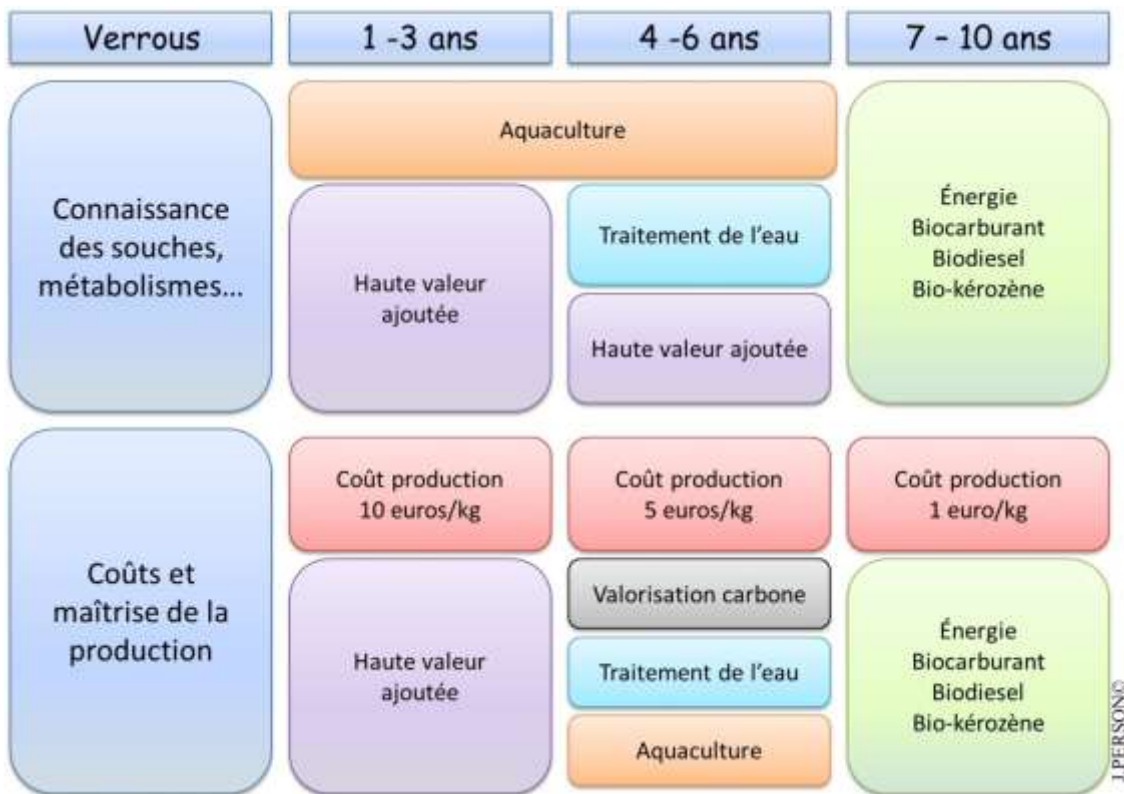 Verrous
1 -3 ans
4 -6 ans
7 – 10 ans
Connaissance
des souches,
métabolismes…
Aquaculture
Haute valeur
ajoutée
Traitement de l’eau
Haute valeur ajoutée
Énergie
Biocarburant
Biodiesel
Bio-kérozène
Coûts et
maîtrise de la
production
Coût production
10 euros/kg
Coût production
5 euros/kg
Coût production
1 euro/kg
Haute valeur
ajoutée
Valorisation carbone
Traitement de l’eau
Aquaculture
Énergie
Biocarburant
Biodiesel
Bio-kérozène
J.PERSON©